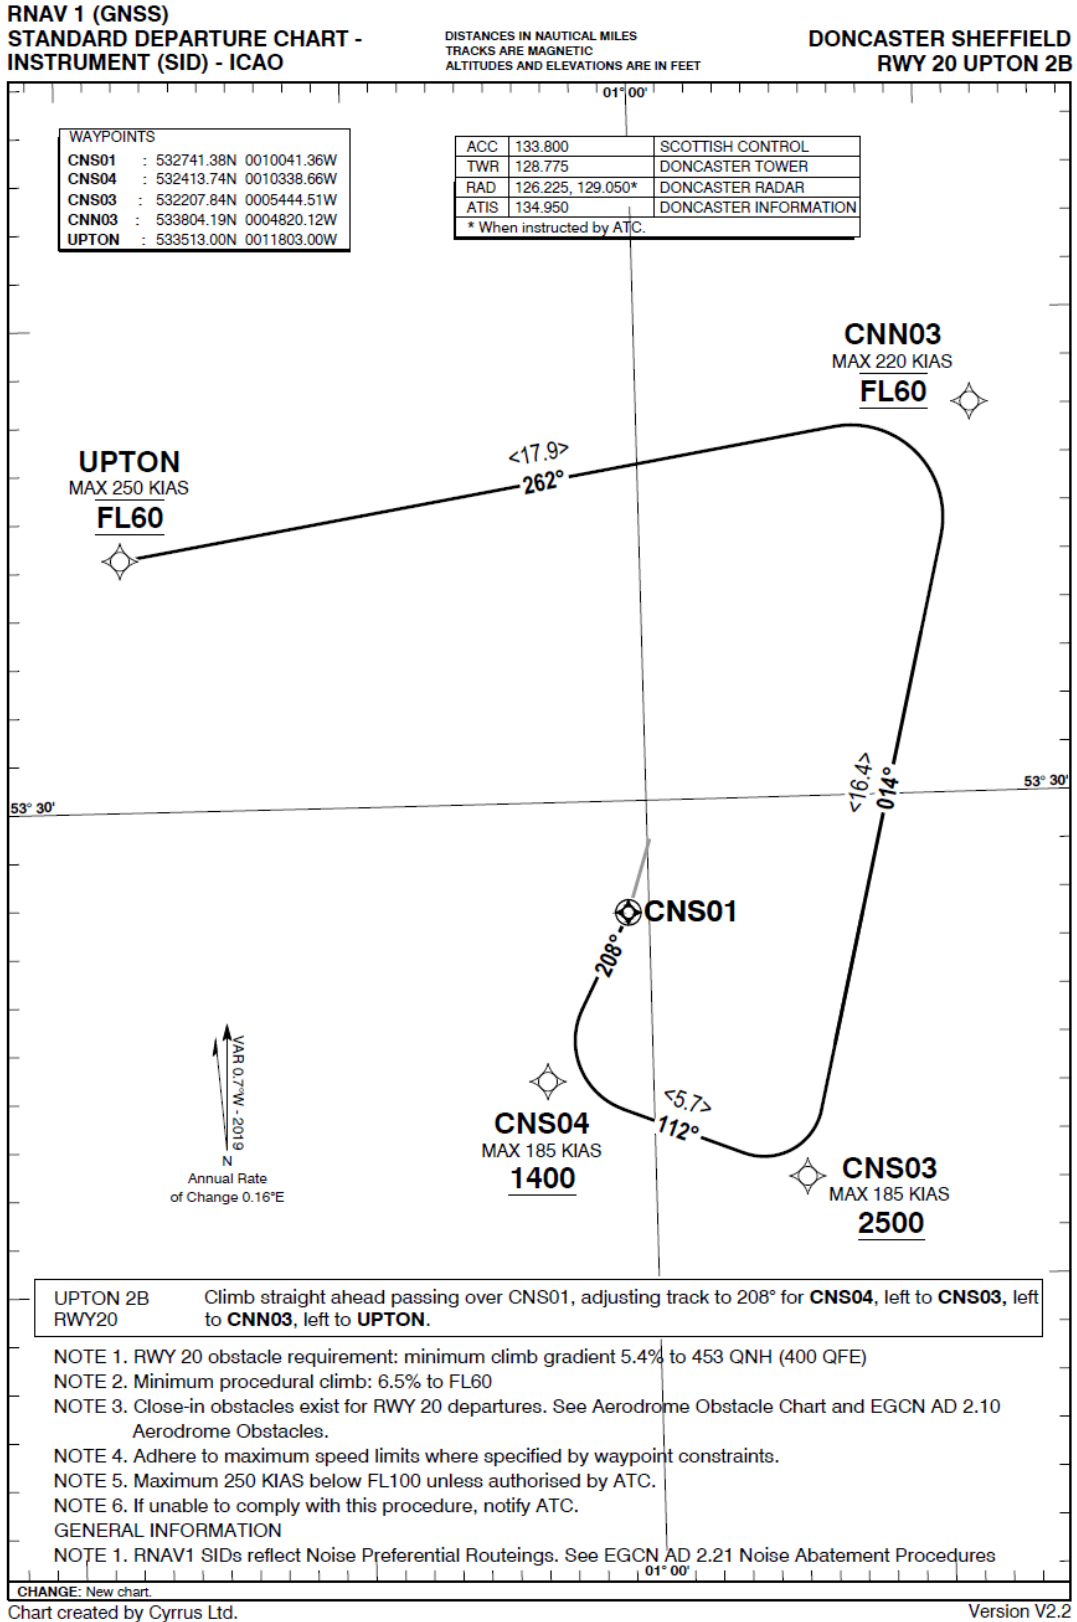 RNAV 1 (GNSS)
STANDARD DEPARTURE CHART -
INSTRUMENT (SID) - ICAO
DISTANCES IN NAUTICAL MILES
TRACKS ARE MAGNETIC
ALTITUDES AND ELEVATIONS ARE IN FEET
DONCASTER SHEFFIELD
RWY 20 UPTON 2B
01° 00'
WAYPOINTS
CNS01 : 532741.38N 0010041.36W
CNS04 : 532413.74N 0010338.66W
CNS03 : 532207.84N 0005444.51W
CNN03 : 533804.19N 0004820.12W
UPTON : 533513.00N 0011803.00W
ACC 133.800 SCOTTISH CONTROL
TWR 128.775 DONCASTER TOWER
RAD 126.225, 129.050* DONCASTER RADAR
ATIS 134.950 DONCASTER INFORMATION
* When instructed by ATC.
CNN03
MAX 220 KIAS
FL60
UPTON
MAX 250 KIAS
FL60
<17.9>
262°
<16.4>
014°
53° 30'
53° 30'
CNS01
208°
VAR 0.7°W - 2019
N
Annual Rate
of Change 0.16°E
CNS04
MAX 185 KIAS
1400
<5.7>
112°
CNS03
MAX 185 KIAS
2500
UPTON 2B Climb straight ahead passing over CNS01, adjusting track to 208° for CNS04, left to CNS03, left
RWY20 to CNN03, left to UPTON.
NOTE 1. RWY 20 obstacle requirement: minimum climb gradient 5.4% to 453 QNH (400 QFE)
NOTE 2. Minimum procedural climb: 6.5% to FL60
NOTE 3. Close-in obstacles exist for RWY 20 departures. See Aerodrome Obstacle Chart and EGCN AD 2.10
Aerodrome Obstacles.
NOTE 4. Adhere to maximum speed limits where specified by waypoint constraints.
NOTE 5. Maximum 250 KIAS below FL100 unless authorised by ATC.
NOTE 6. If unable to comply with this procedure, notify ATC.
GENERAL INFORMATION
NOTE 1. RNAV1 SIDs reflect Noise Preferential Routeings. See EGCN AD 2.21 Noise Abatement Procedures
01° 00'
CHANGE: New chart.
Chart created by Cyrrus Ltd.
Version V2.2